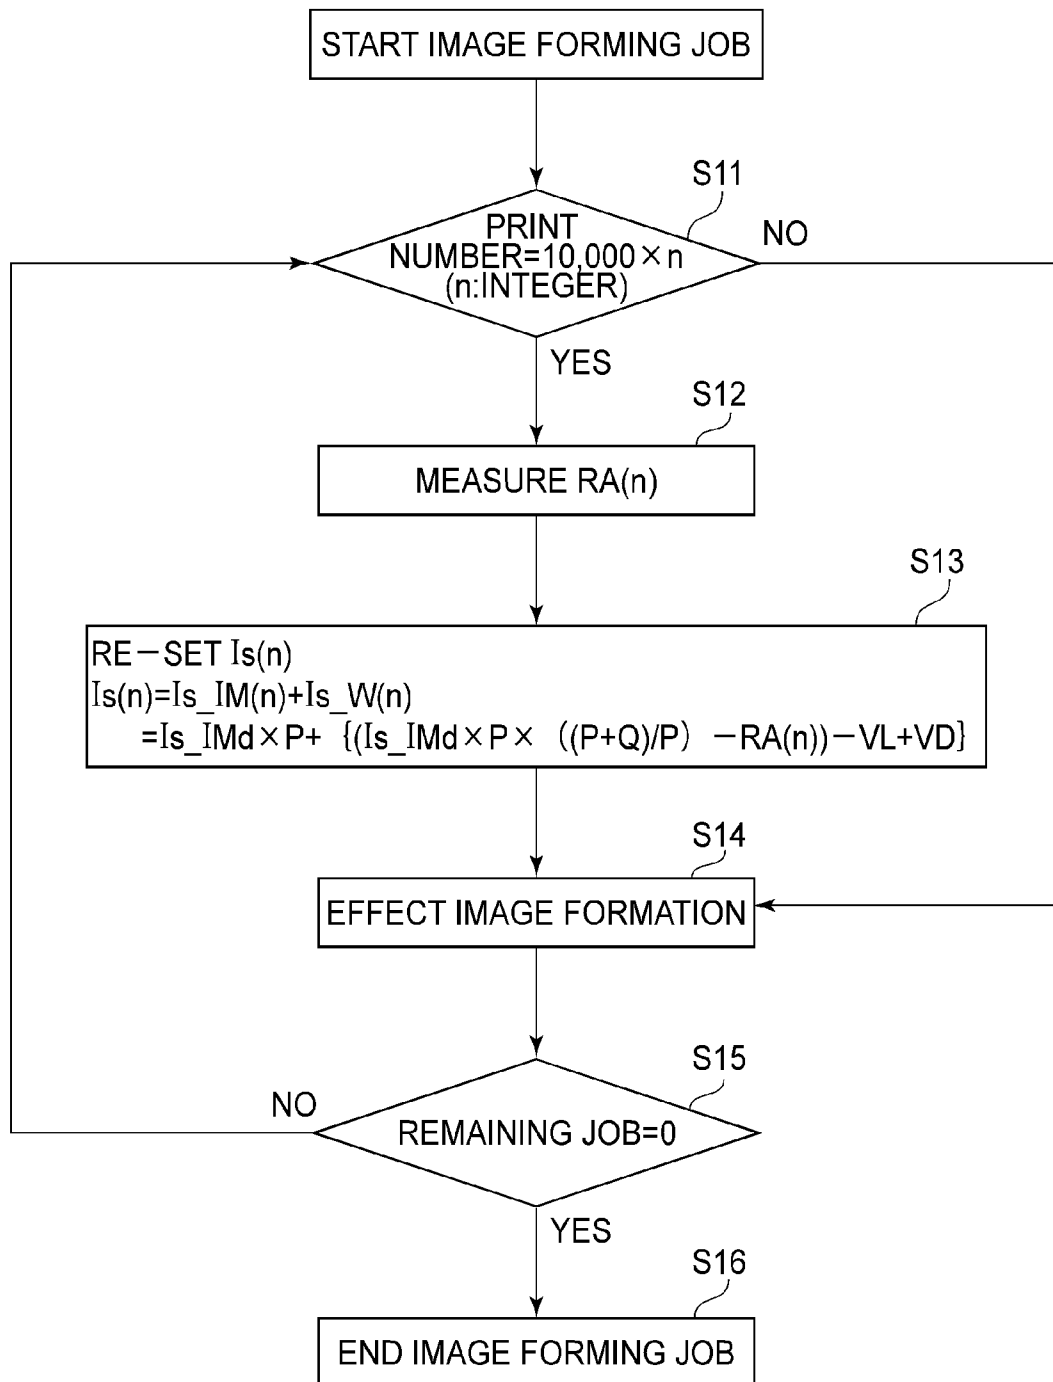 START IMAGE FORMING JOB
S11
PRINT
NUMBER=10,000×n
(n:INTEGER)
NO
YES
S12
MEASURE RA(n)
S13
RE－SET Is(n)
Is(n)=Is_IM(n)+Is_W(n)
=Is_IMd×P+ {(Is_IMd×P× ((P+Q)/P) －RA(n))－VL+VD}
S14
EFFECT IMAGE FORMATION
S15
NO
REMAINING JOB=0
YES
S16
END IMAGE FORMING JOB